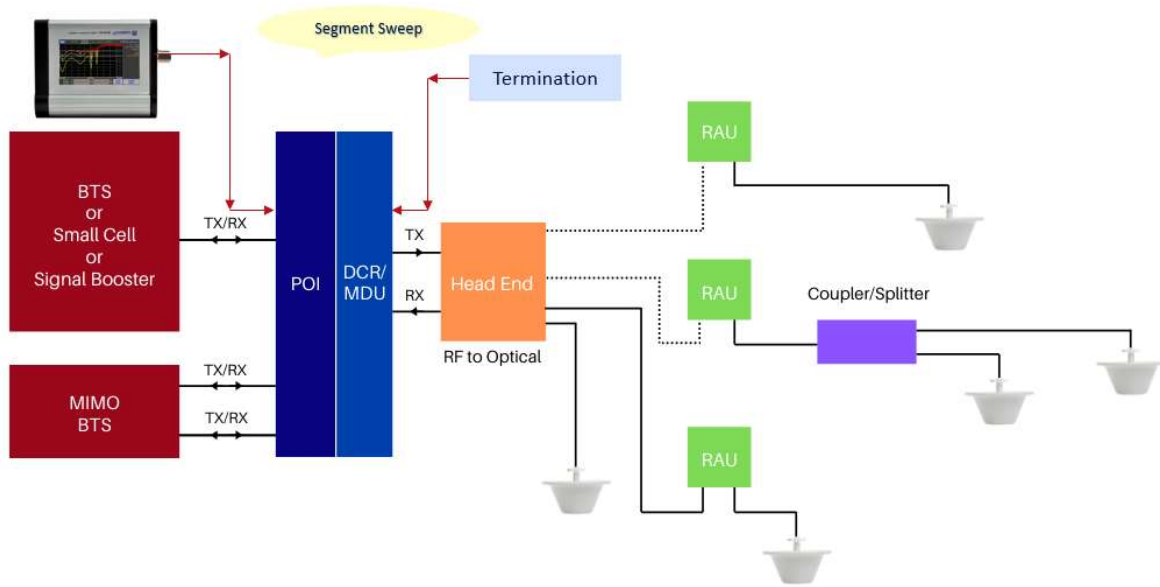 Segment Sweep
Termination
RAU
BTS
or
Small Cell
or
Signal Booster
TX/RX
POI
DCR/
MDU
TX
RX
Head End
RF to Optical
RAU
Coupler/Splitter
MIMO
BTS
TX/RX
TX/RX
RAU